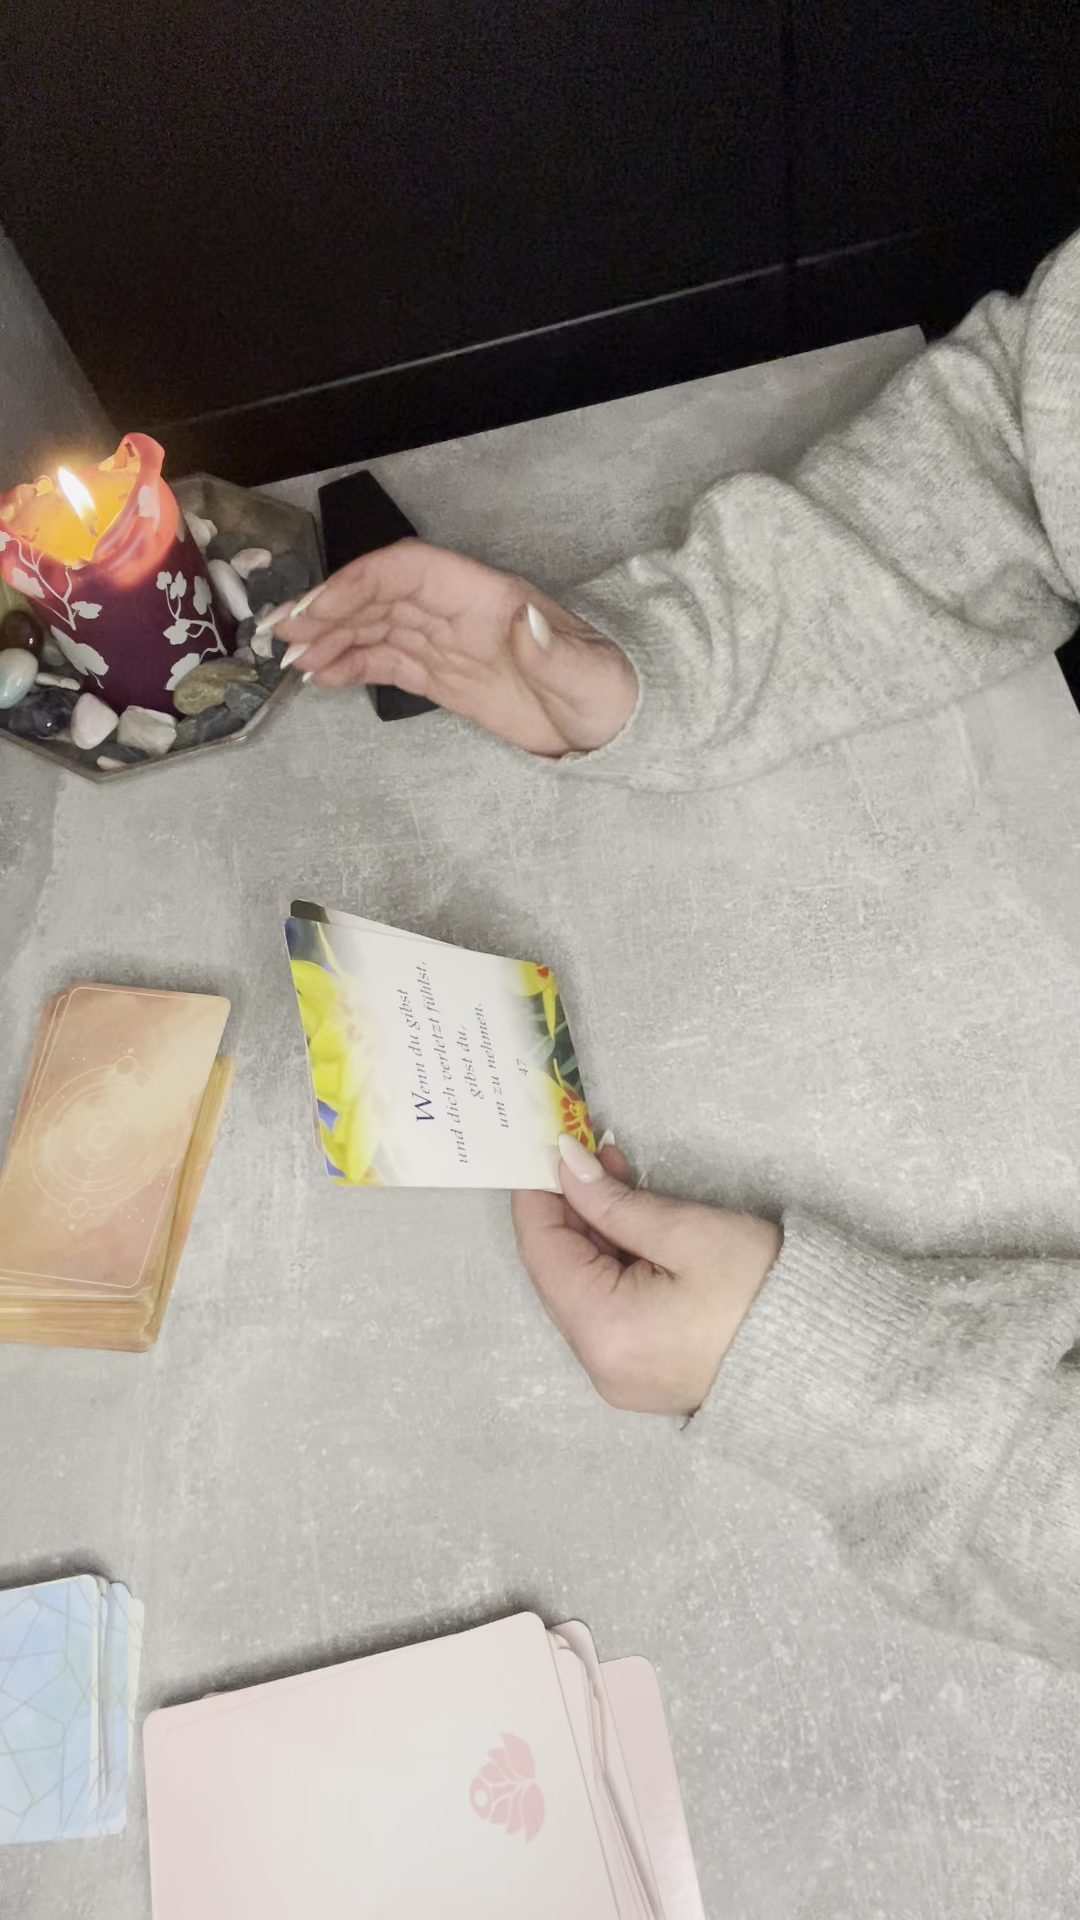 Wenn du gibst
und dich verletzt fühlst,
gibst du,
um zu nehmen.
47